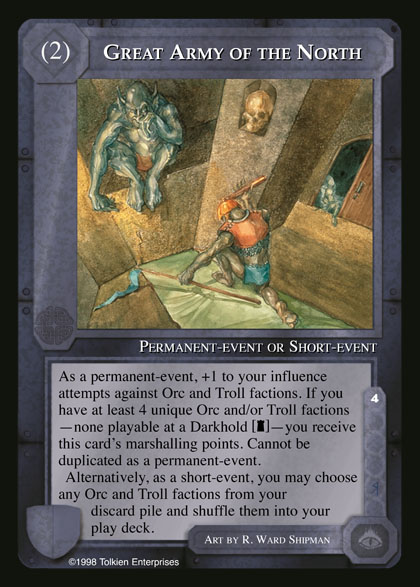 (2)
GREAT ARMY OF THE NORTH
PERMANENT-EVENT OR SHORT-EVENT
As a permanent-event, +1 to your influence
attempts against Orc and Troll factions. If you
have at least 4 unique Orc and/or Troll factions
—none playable at a Darkhold []—you receive
this card's marshalling points. Cannot be
duplicated as a permanent-event.
Alternatively, as a short-event, you may choose
any Orc and Troll factions from your
discard pile and shuffle them into your
play deck.
4
ART BY R. WARD SHIPMAN
©1998 Tolkien Enterprises